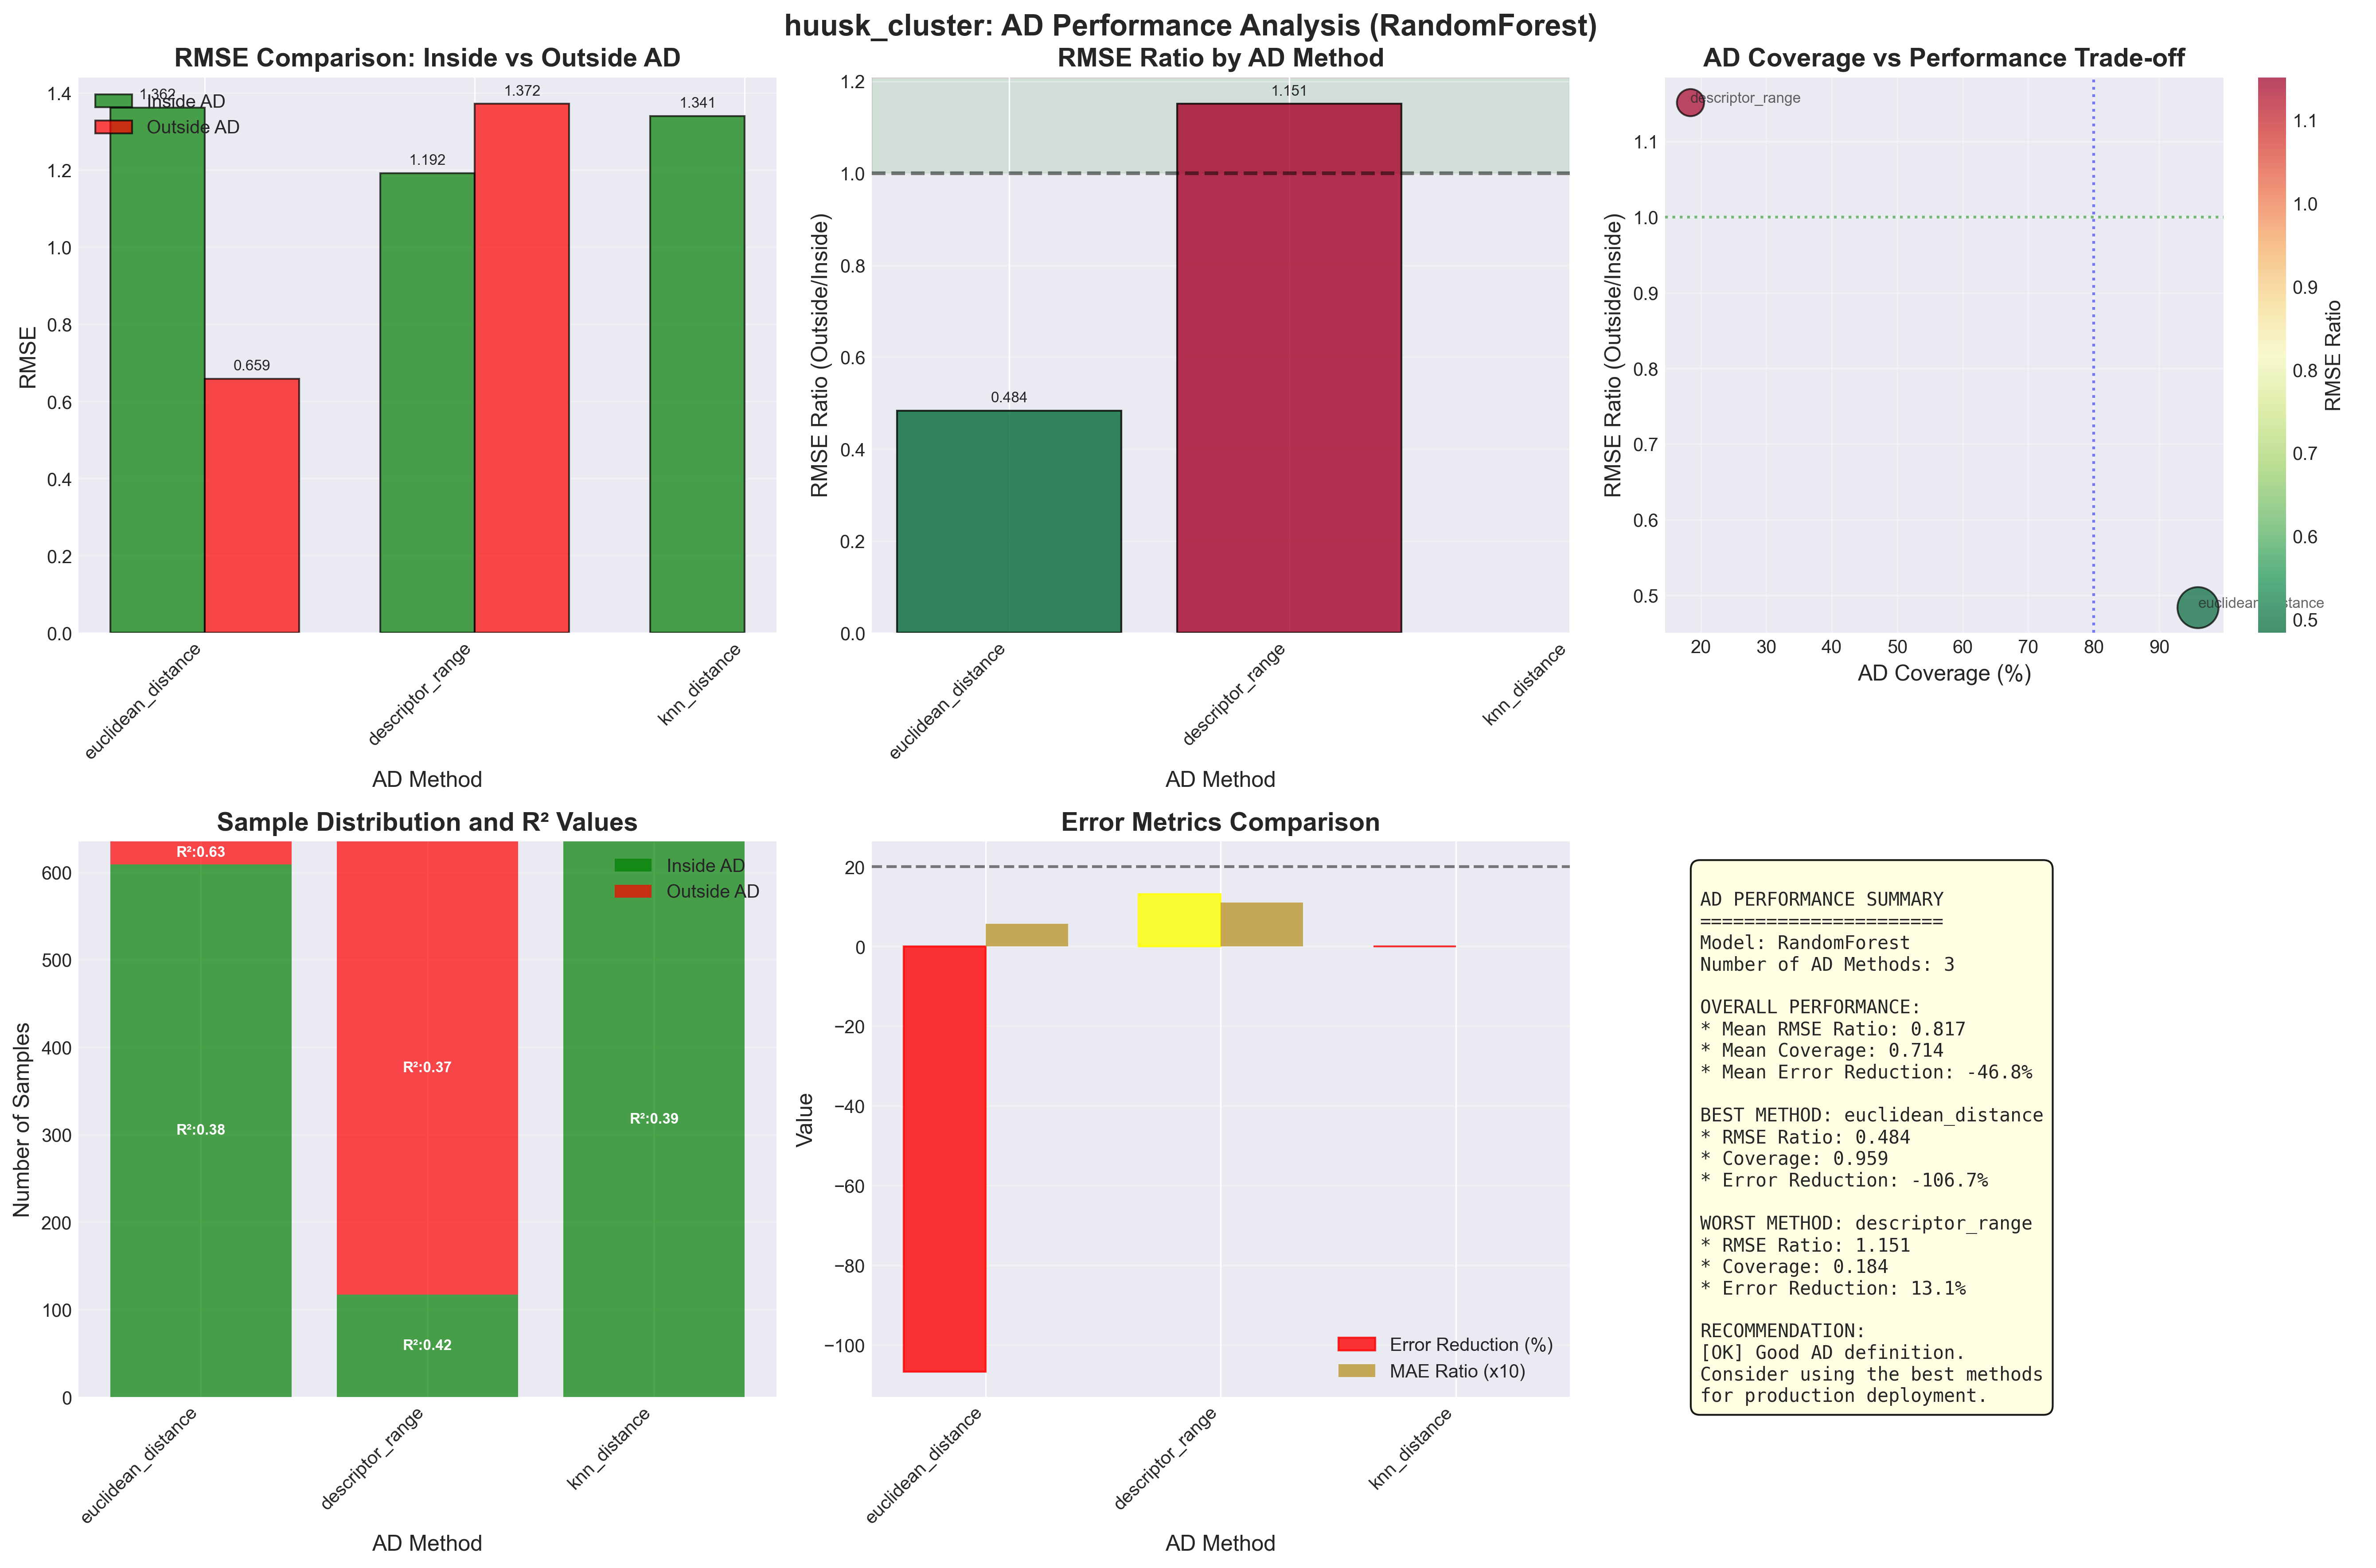 huusk_cluster: AD Performance Analysis (RandomForest)
RMSE Comparison: Inside vs Outside AD
1.4
1.2
1.0
0.8
0.6
0.4
0.2
0.0
RMSE
Inside AD
Outside AD
1.362
0.659
1.192
1.372
1.341
euclidean_distance
descriptor_range
knn_distance
AD Method
RMSE Ratio by AD Method
1.2
1.0
0.8
0.6
0.4
0.2
0.0
RMSE Ratio (Outside/Inside)
0.484
1.151
euclidean_distance
descriptor_range
knn_distance
AD Method
AD Coverage vs Performance Trade-off
1.1
1.0
0.9
0.8
0.7
0.6
0.5
RMSE Ratio (Outside/Inside)
descriptor_range
euclidean_distance
20 30 40 50 60 70 80 90
AD Coverage (%)
1.1
1.0
0.9
0.8
0.7
0.6
0.5
RMSE Ratio
Sample Distribution and R² Values
600
500
400
300
200
100
0
Number of Samples
Inside AD
Outside AD
R²:0.63
R²:0.38
R²:0.37
R²:0.42
R²:0.39
euclidean_distance
descriptor_range
knn_distance
AD Method
Error Metrics Comparison
20
0
−20
−40
−60
−80
−100
Value
Error Reduction (%)
MAE Ratio (x10)
euclidean_distance
descriptor_range
knn_distance
AD Method
AD PERFORMANCE SUMMARY
======================
Model: RandomForest
Number of AD Methods: 3
OVERALL PERFORMANCE:
* Mean RMSE Ratio: 0.817
* Mean Coverage: 0.714
* Mean Error Reduction: -46.8%
BEST METHOD: euclidean_distance
* RMSE Ratio: 0.484
* Coverage: 0.959
* Error Reduction: -106.7%
WORST METHOD: descriptor_range
* RMSE Ratio: 1.151
* Coverage: 0.184
* Error Reduction: 13.1%
RECOMMENDATION:
[OK] Good AD definition.
Consider using the best methods
for production deployment.